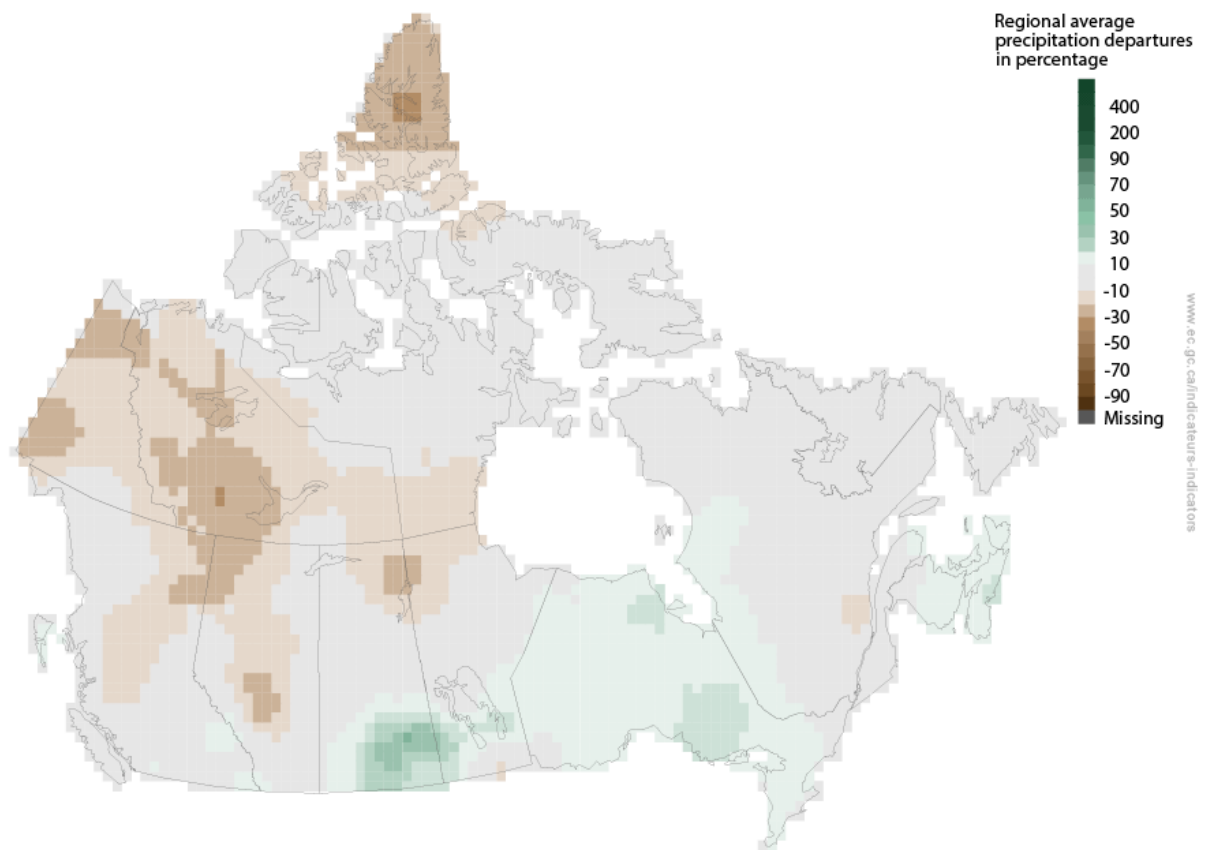 Regional average
precipitation departures
in percentage
400
200
90
70
50
30
10
-10
-30
-50
-70
-90
Missing
www.ec.gc.ca/indicateurs-indicators